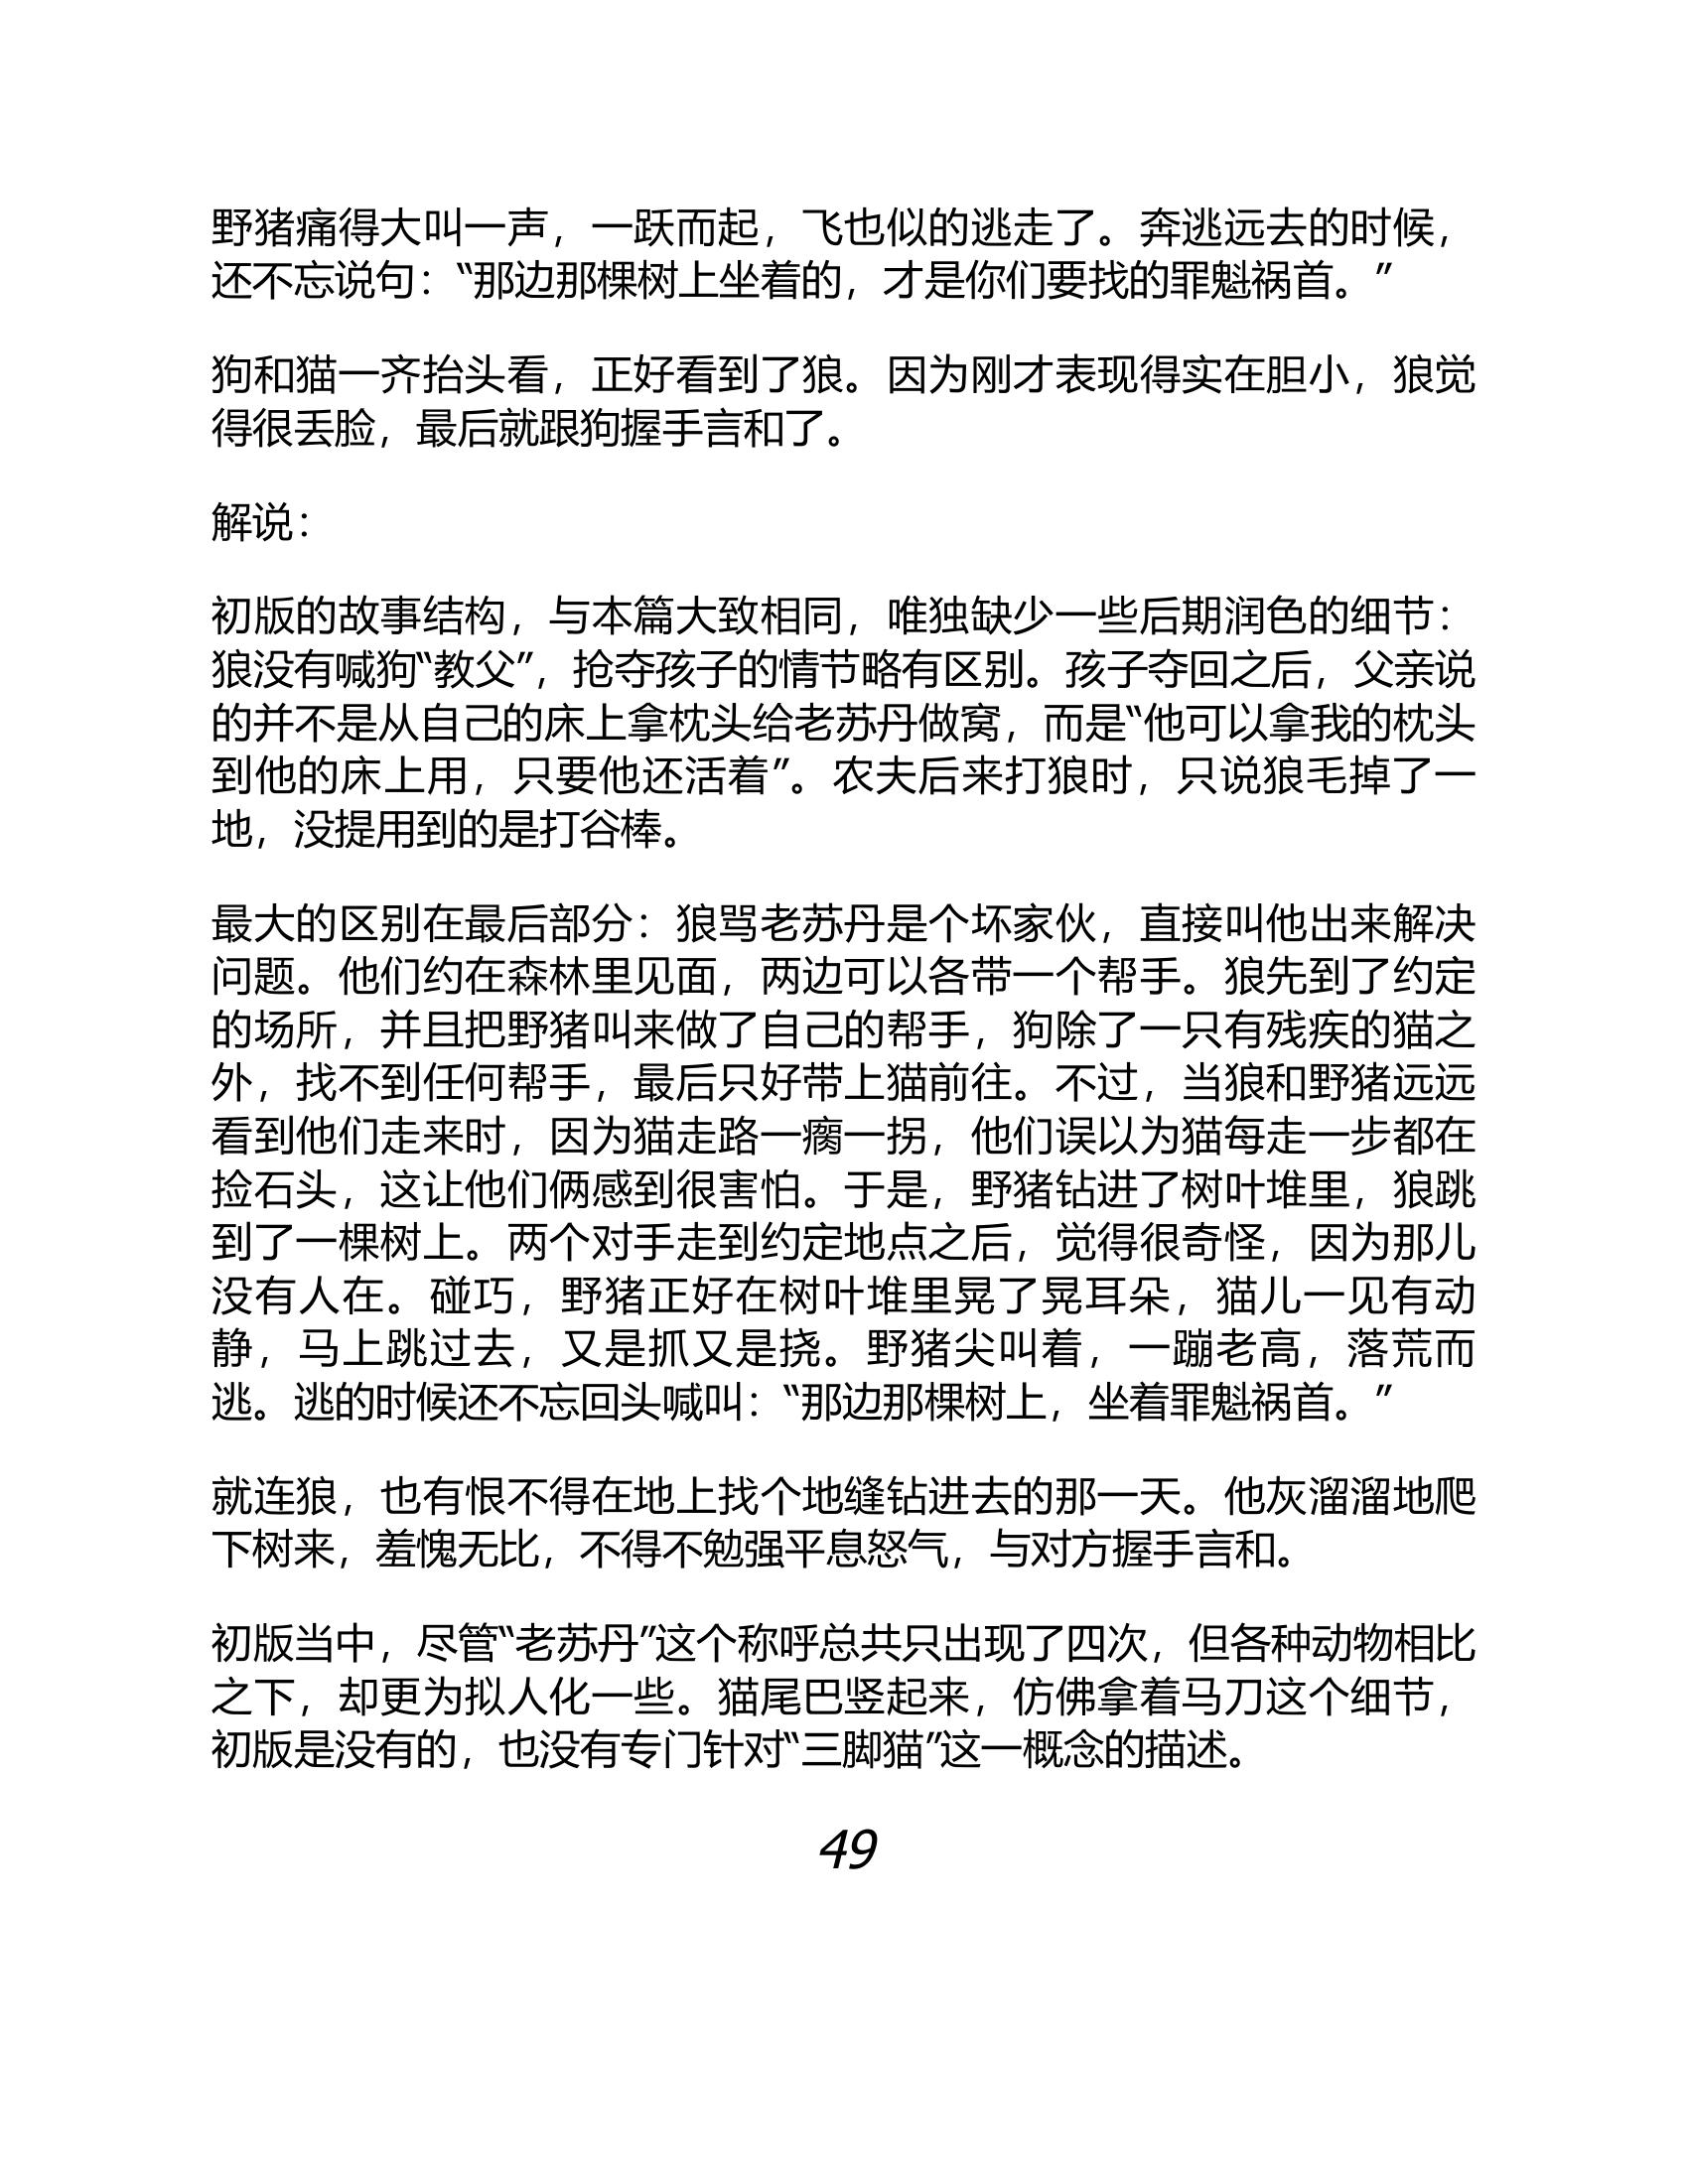 野猪痛得大叫一声，一跃而起，飞也似的逃走了。奔逃远去的时候，
还不忘说句：“那边那棵树上坐着的，才是你们要找的罪魁祸首。”
狗和猫一齐抬头看，正好看到了狼。因为刚才表现得实在胆小，狼觉
得很丢脸，最后就跟狗握手言和了。
解说：
初版的故事结构，与本篇大致相同，唯独缺少一些后期润色的细节：
狼没有喊狗“教父”，抢夺孩子的情节略有区别。孩子夺回之后，父亲说
的并不是从自己的床上拿枕头给老苏丹做窝，而是“他可以拿我的枕头
到他的床上用，只要他还活着”。农夫后来打狼时，只说狼毛掉了一
地，没提用到的是打谷棒。
最大的区别在最后部分：狼骂老苏丹是个坏家伙，直接叫他出来解决
问题。他们约在森林里见面，两边可以各带一个帮手。狼先到了约定
的场所，并且把野猪叫来做了自己的帮手，狗除了一只有残疾的猫之
外，找不到任何帮手，最后只好带上猫前往。不过，当狼和野猪远远
看到他们走来时，因为猫走路一瘸一拐，他们误以为猫每走一步都在
捡石头，这让他们俩感到很害怕。于是，野猪钻进了树叶堆里，狼跳
到了一棵树上。两个对手走到约定地点之后，觉得很奇怪，因为那儿
没有人在。碰巧，野猪正好在树叶堆里晃了晃耳朵，猫儿一见有动
静，马上跳过去，又是抓又是挠。野猪尖叫着，一蹦老高，落荒而
逃。逃的时候还不忘回头喊叫：“那边那棵树上，坐着罪魁祸首。”
就连狼，也有恨不得在地上找个地缝钻进去的那一天。他灰溜溜地爬
下树来，羞愧无比，不得不勉强平息怒气，与对方握手言和。
初版当中，尽管“老苏丹”这个称呼总共只出现了四次，但各种动物相比
之下，却更为拟人化一些。猫尾巴竖起来，仿佛拿着马刀这个细节，
初版是没有的，也没有专门针对“三脚猫”这一概念的描述。
49